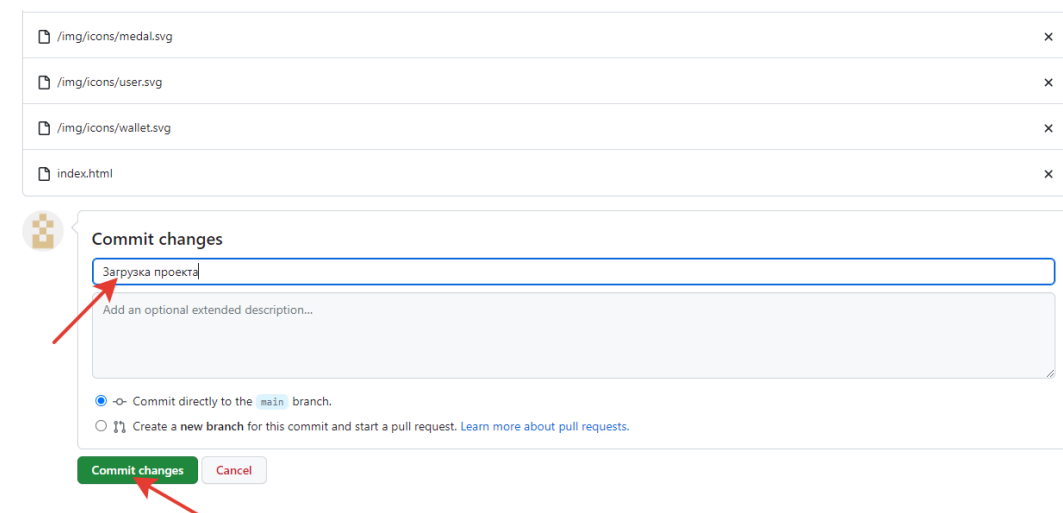 /img/icons/medal.svg
/img/icons/user.svg
/img/icons/wallet.svg
index.html
Commit changes
Загрузка проекта
Add an optional extended description...
Commit directly to the main branch.
Create a new branch for this commit and start a pull request. Learn more about pull requests.
Commit changes Cancel